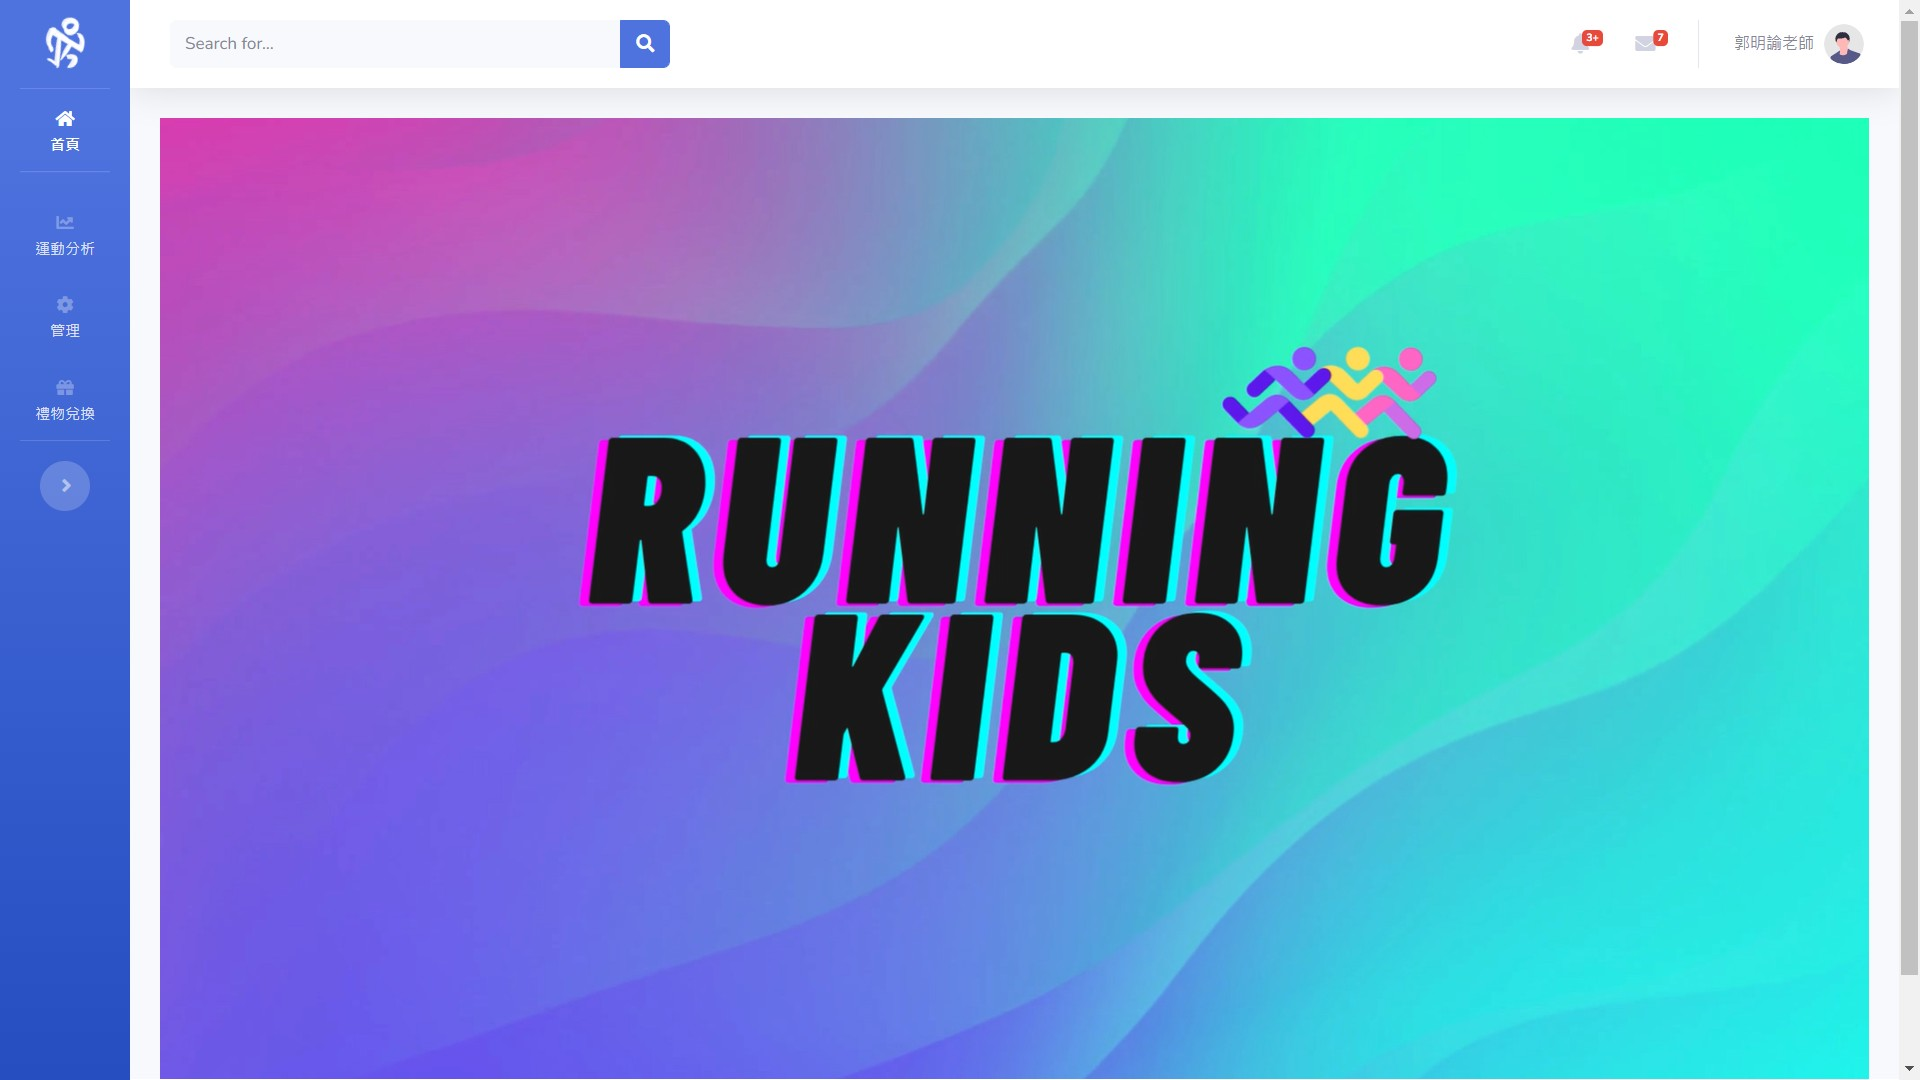 Search for...
3+
7
郭明諭老師
首頁
運動分析
管理
禮物兌換
RUNNING
KIDS